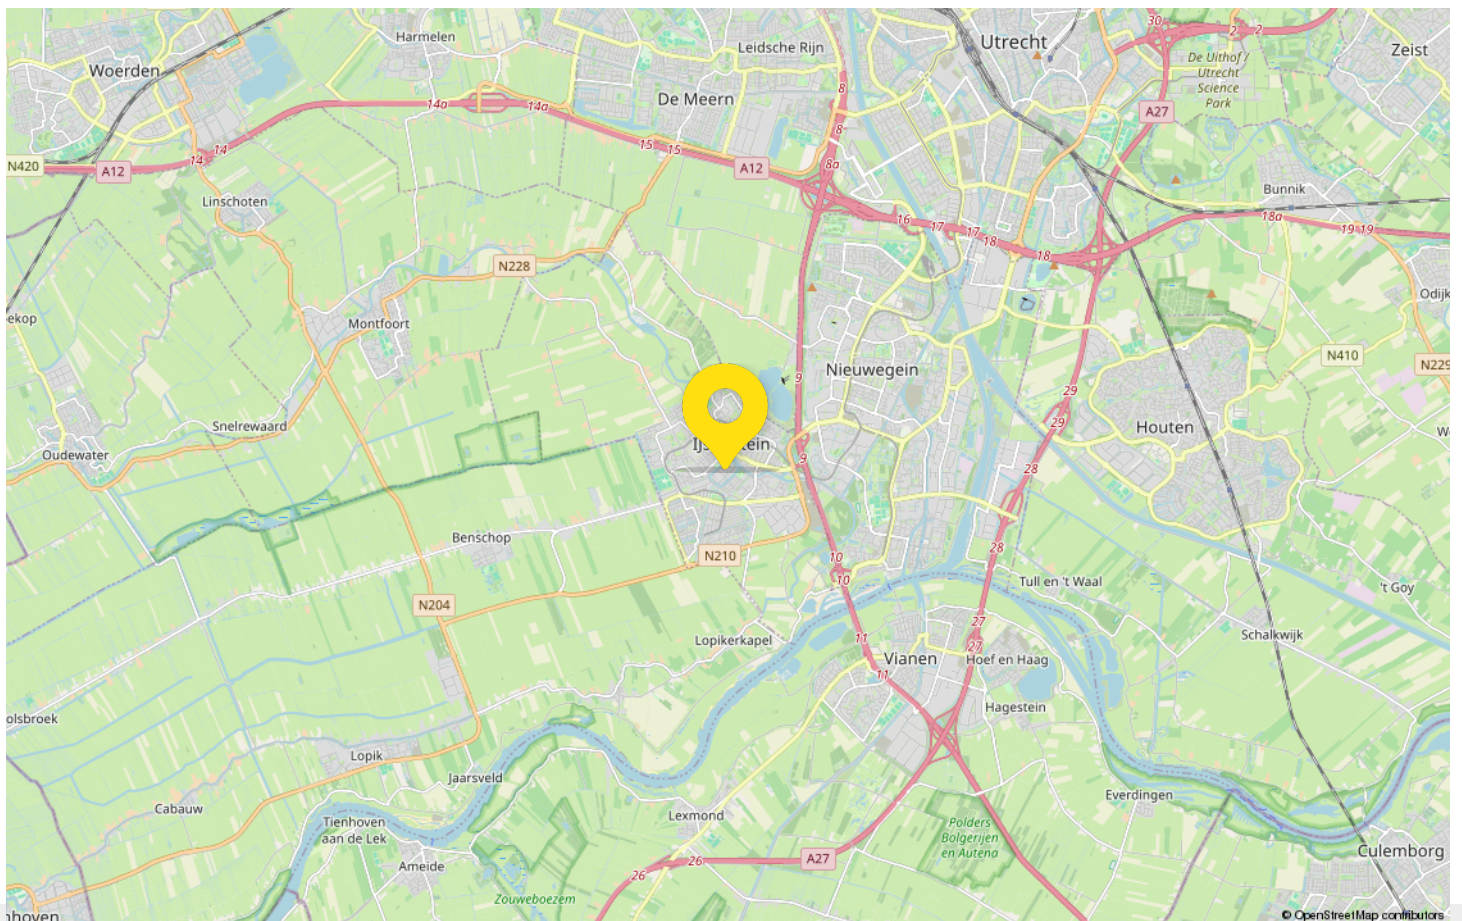 30
2
2
Harmelen
Leidsche Rijn
Utrecht
Zeist
De Uithof /
Utrecht
Science
Park
Woerden
8
De Meern
14a
14a
A27
8
15
15
14
14
N420
A12
A12
8a
Bunnik
Linschoten
16
17
17
18
18a
19
19
18
N228
Odijk
Montfoort
N410
N229
Nieuwegein
9
29
29
Snelrewaard
Houten
Oudewater
9
28
Benschop
N210
28
10
10
Tull en 't Waal
't Goy
N204
27
27
Lopikerkapel
11
Schalkwijk
Vianen
Hoef en Haag
11
Hagestein
Lopik
Jaarsveld
Cabauw
Everdingen
Lexmond
Tienhoven
aan de Lek
Polders
Bolgerijen
en Autena
Culemborg
Ameide
26
A27
26
Zouweboezem
© OpenStreetMap contributors